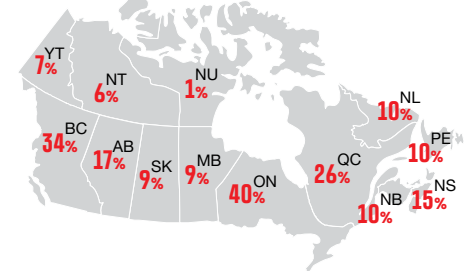 YT
7%
NT
6%
NU
1%
BC
34%
AB
17%
SK
9%
MB
9%
ON
40%
QC
26%
NL
10%
PE
10%
NB
10%
NS
15%